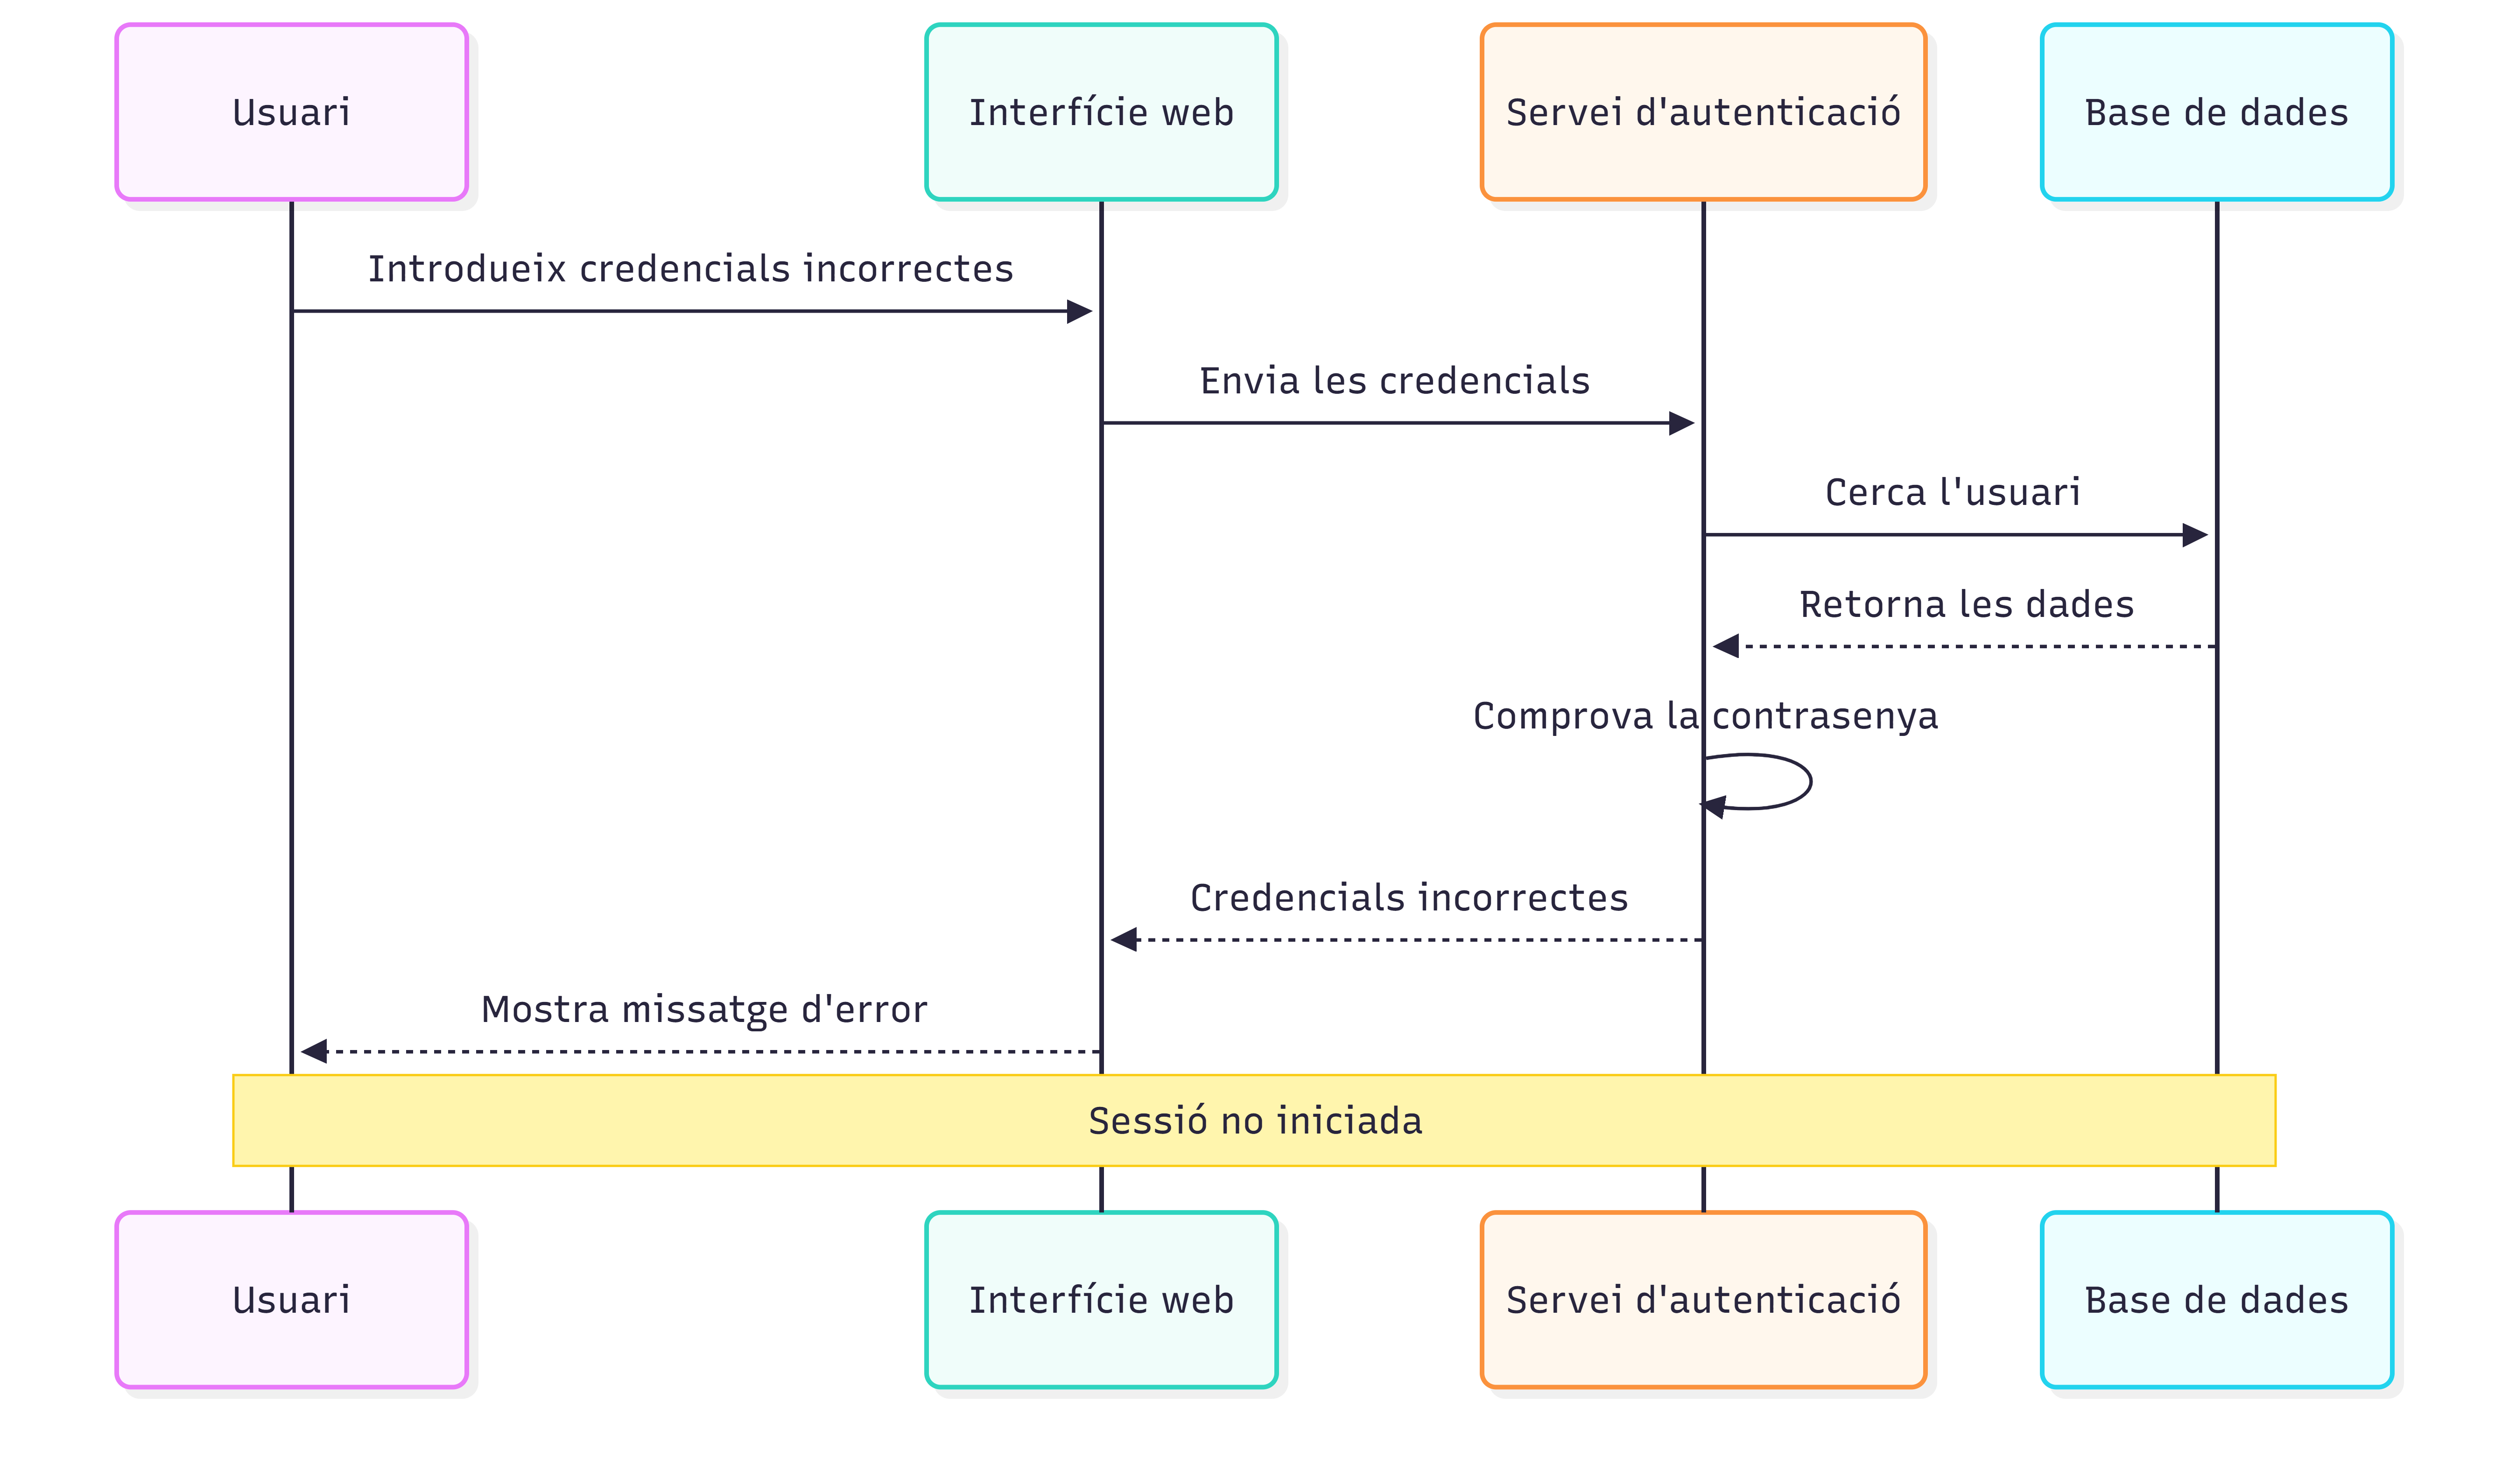 Usuari
Interfície web
Servei d'autenticació
Base de dades
Introdueix credencials incorrectes
Envia les credencials
Cerca l'usuari
Retorna les dades
Comprova la contrasenya
Credencials incorrectes
Mostra missatge d'error
Sessió no iniciada
Usuari
Interfície web
Servei d'autenticació
Base de dades